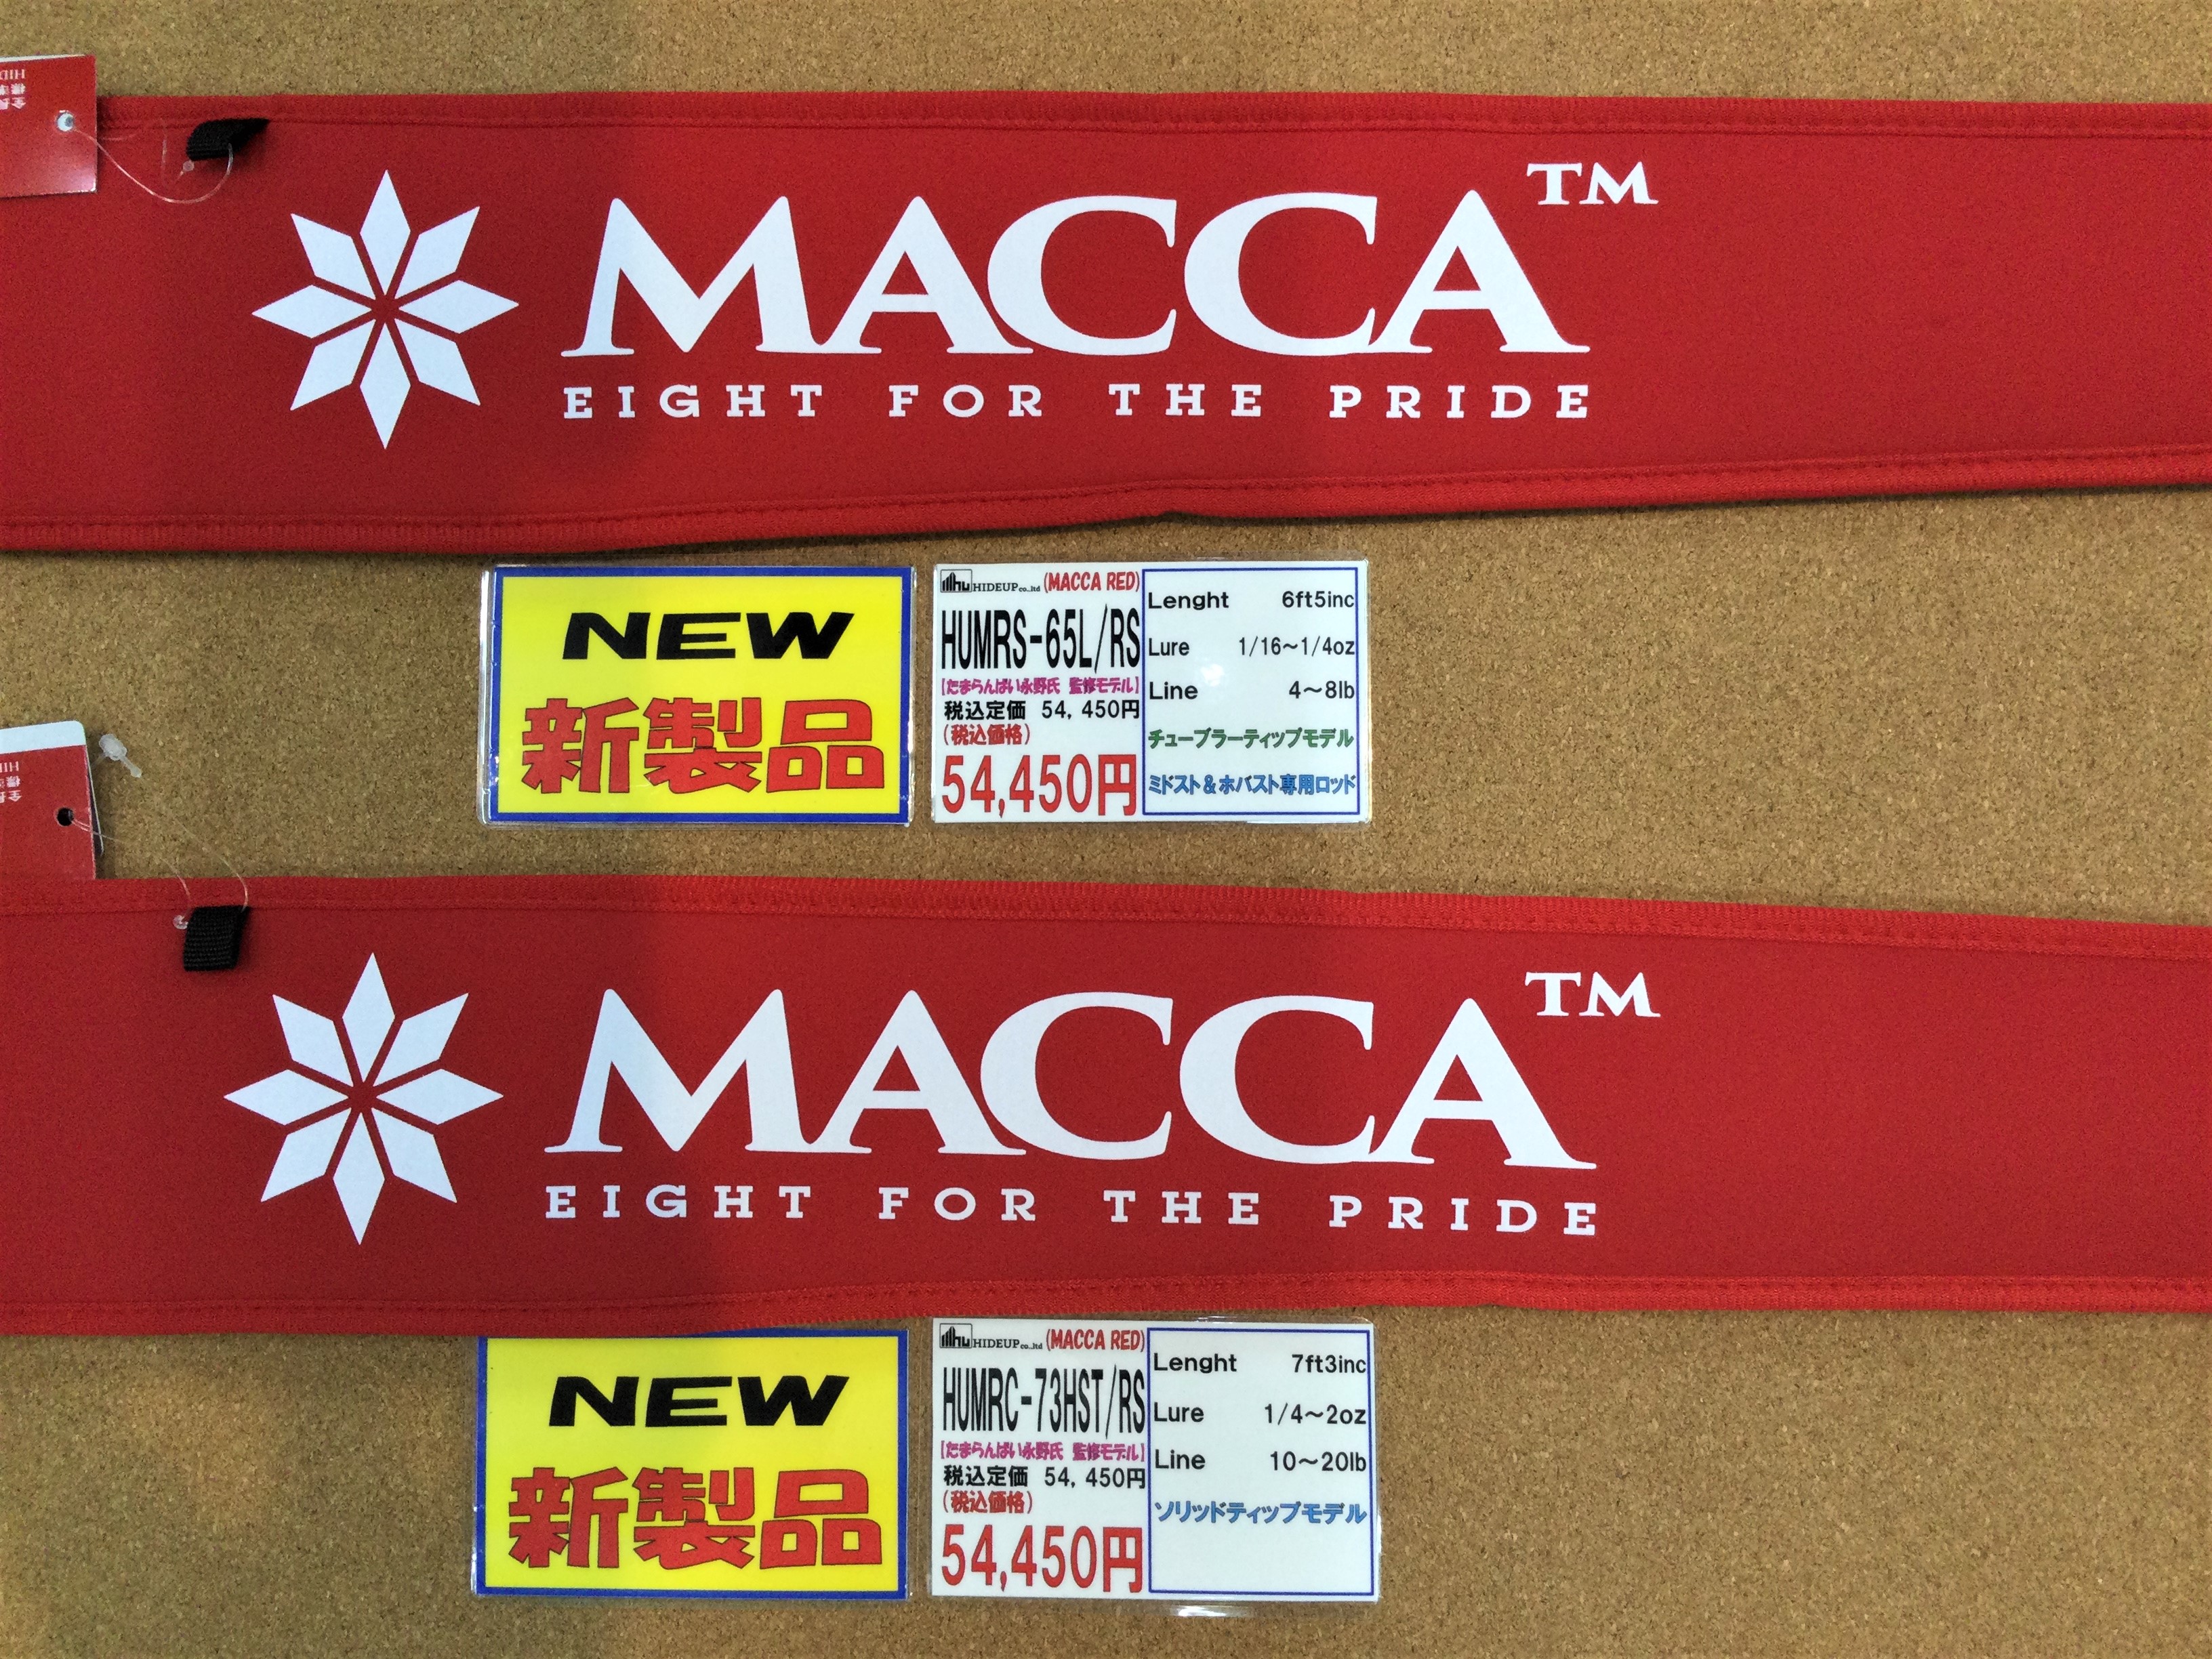 MACCA™
EIGHT FOR THE PRIDE
NEW
新製品
HIDEUP co.,ltd (MACCA RED)
HUMRS-65L/RS
【たまらんばい永野氏 監修モデル】
税込定価 54,450円
(税込価格)
54,450円
Lenght 6ft5inc
Lure 1/16~1/4oz
Line 4~8lb
チューブラーティップモデル
ミドスト&ホバスト専用ロッド
MACCA™
EIGHT FOR THE PRIDE
NEW
新製品
HIDEUP co.,ltd (MACCA RED)
HUMRC-73HST/RS
【たまらんばい永野氏 監修モデル】
税込定価 54,450円
(税込価格)
54,450円
Lenght 7ft3inc
Lure 1/4~2oz
Line 10~20lb
ソリッドティップモデル